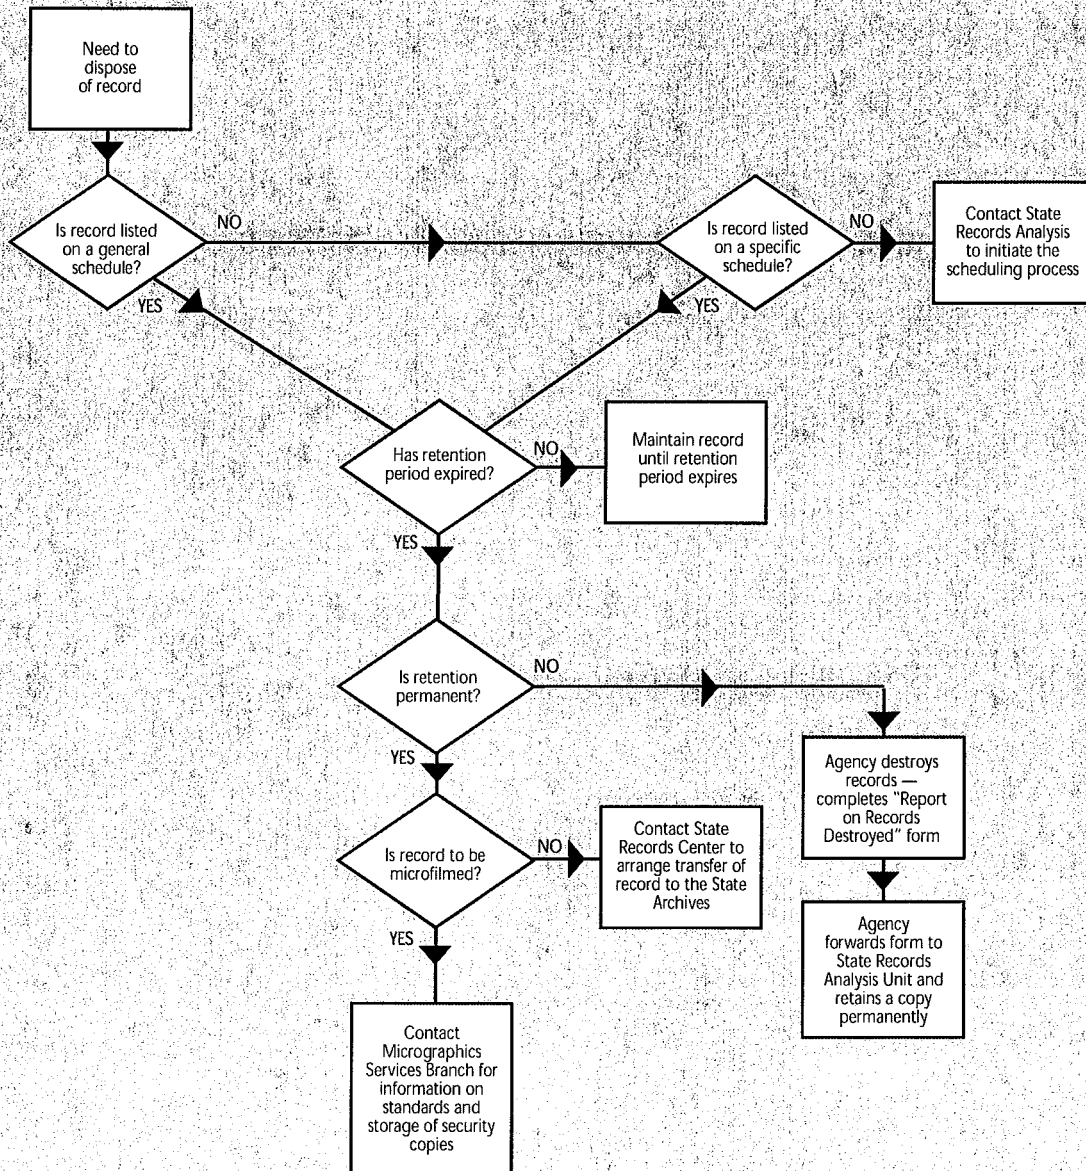 Need to
dispose
of record
Is record listed
on a general
schedule?
NO
YES
Is record listed
on a specific
schedule?
NO
YES
Contact State
Records Analysis
to initiate the
scheduling process
Has retention
period expired?
NO
YES
Maintain record
until retention
period expires
Is retention
permanent?
NO
YES
Agency destroys
records —
completes "Report
on Records
Destroyed" form
Is record to be
microfilmed?
NO
YES
Contact State
Records Center to
arrange transfer of
record to the State
Archives
Agency
forwards form to
State Records
Analysis Unit and
retains a copy
permanently
Contact
Micrographics
Services Branch for
information on
standards and
storage of security
copies